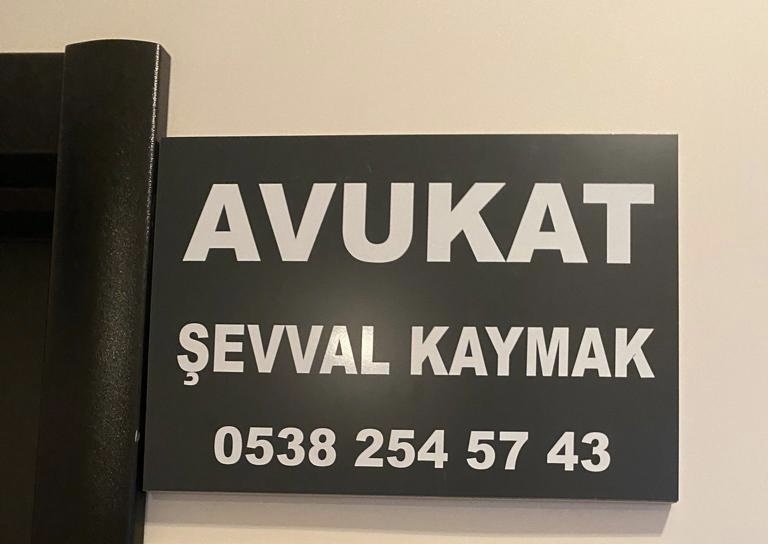 AVUKAT
ŞEVVAL KAYMAK
0538 254 57 43